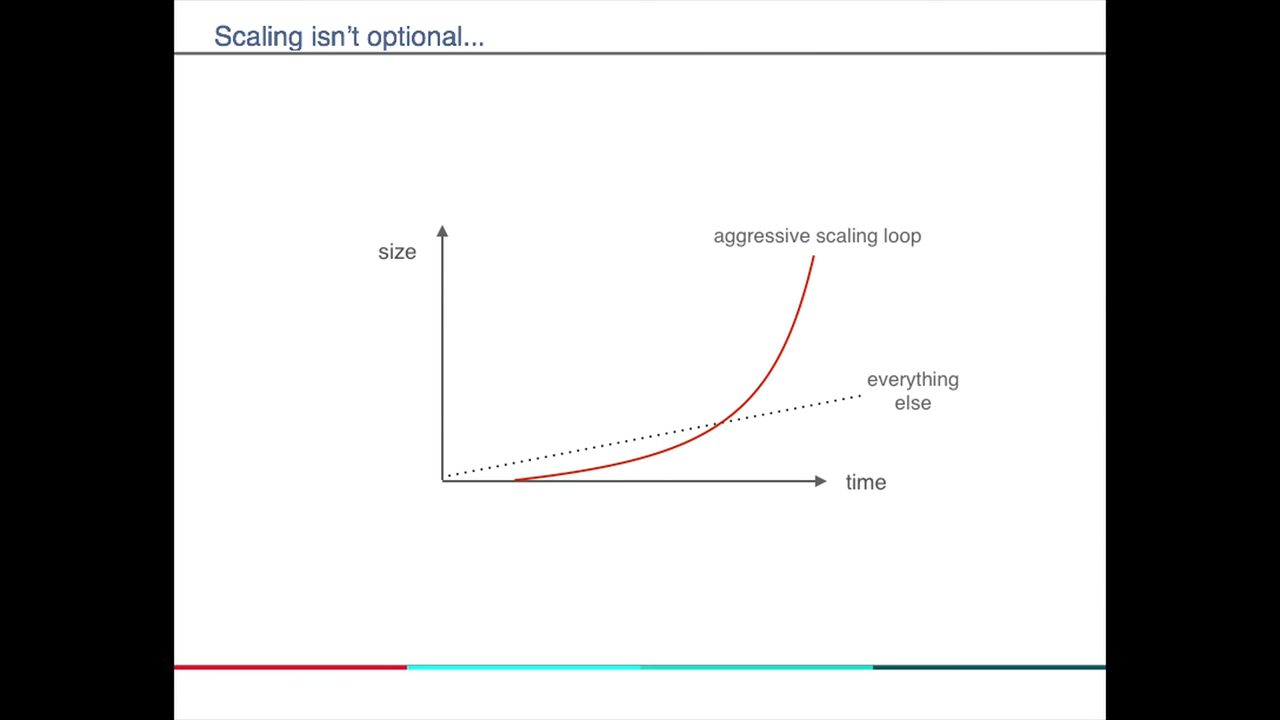 Scaling isn’t optional...
aggressive scaling loop
size
everything
else
time